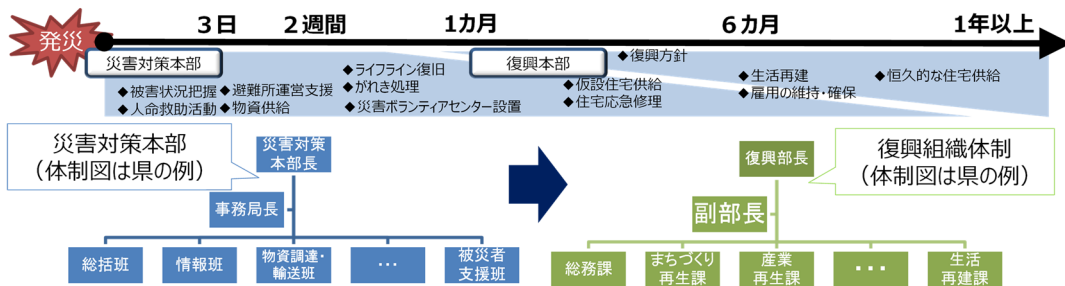 3日
2週間
1カ月
6カ月
1年以上
発災
災害対策本部
復興本部
◆復興方針
◆被害状況把握
◆人命救助活動
◆避難所運営支援
◆物資供給
◆ライフライン復旧
◆がれき処理
◆災害ボランティアセンター設置
◆仮設住宅供給
◆住宅応急修理
◆生活再建
◆雇用の維持・確保
◆恒久的な住宅供給
災害対策本部
(体制図は県の例)
災害対策
本部長
事務局長
総括班
情報班
物資調達・
輸送班
…
被災者
支援班
復興組織体制
(体制図は県の例)
復興部長
副部長
総務課
まちづくり
再生課
産業
再生課
…
生活
再建課